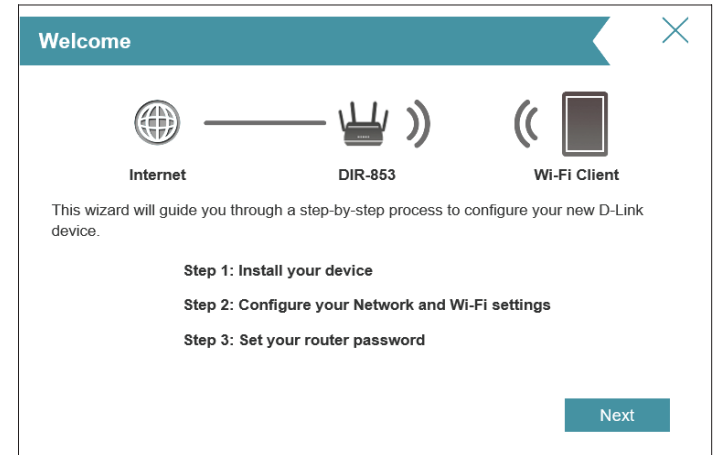 Welcome
Internet
DIR-853
Wi-Fi Client
This wizard will guide you through a step-by-step process to configure your new D-Link
device.
Step 1: Install your device
Step 2: Configure your Network and Wi-Fi settings
Step 3: Set your router password
Next